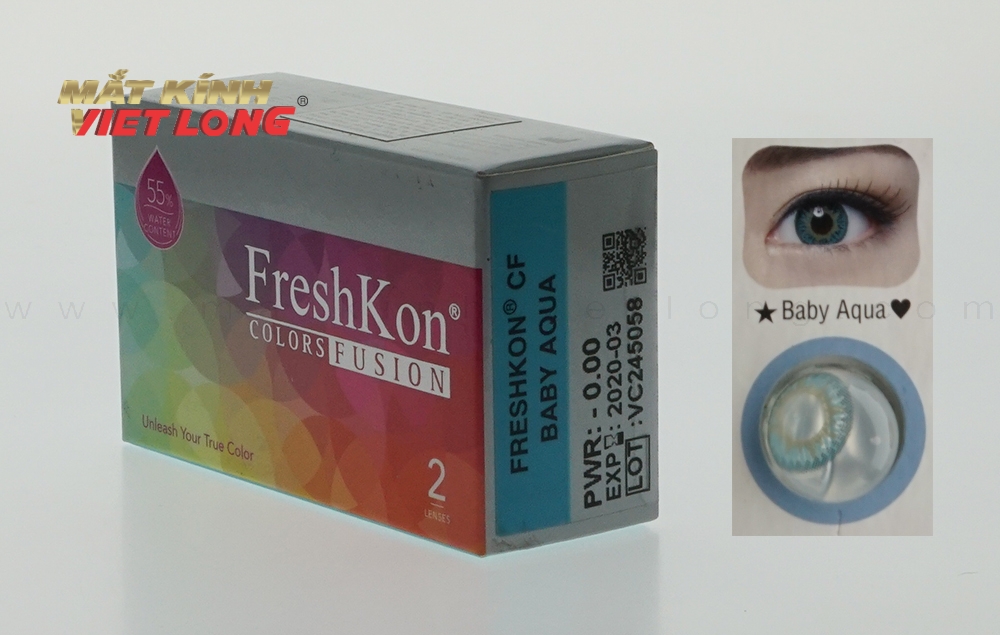 MẮT KÍNH
VIET LONG®
55%
WATER
CONTENT
FreshKon®
COLORS FUSION
Unleash Your True Color
2
LENSES
FRESHKON® CF
BABY AQUA
PWR: - 0.00
EXP: 2020-03
LOT :VC245058
★ Baby Aqua ♥